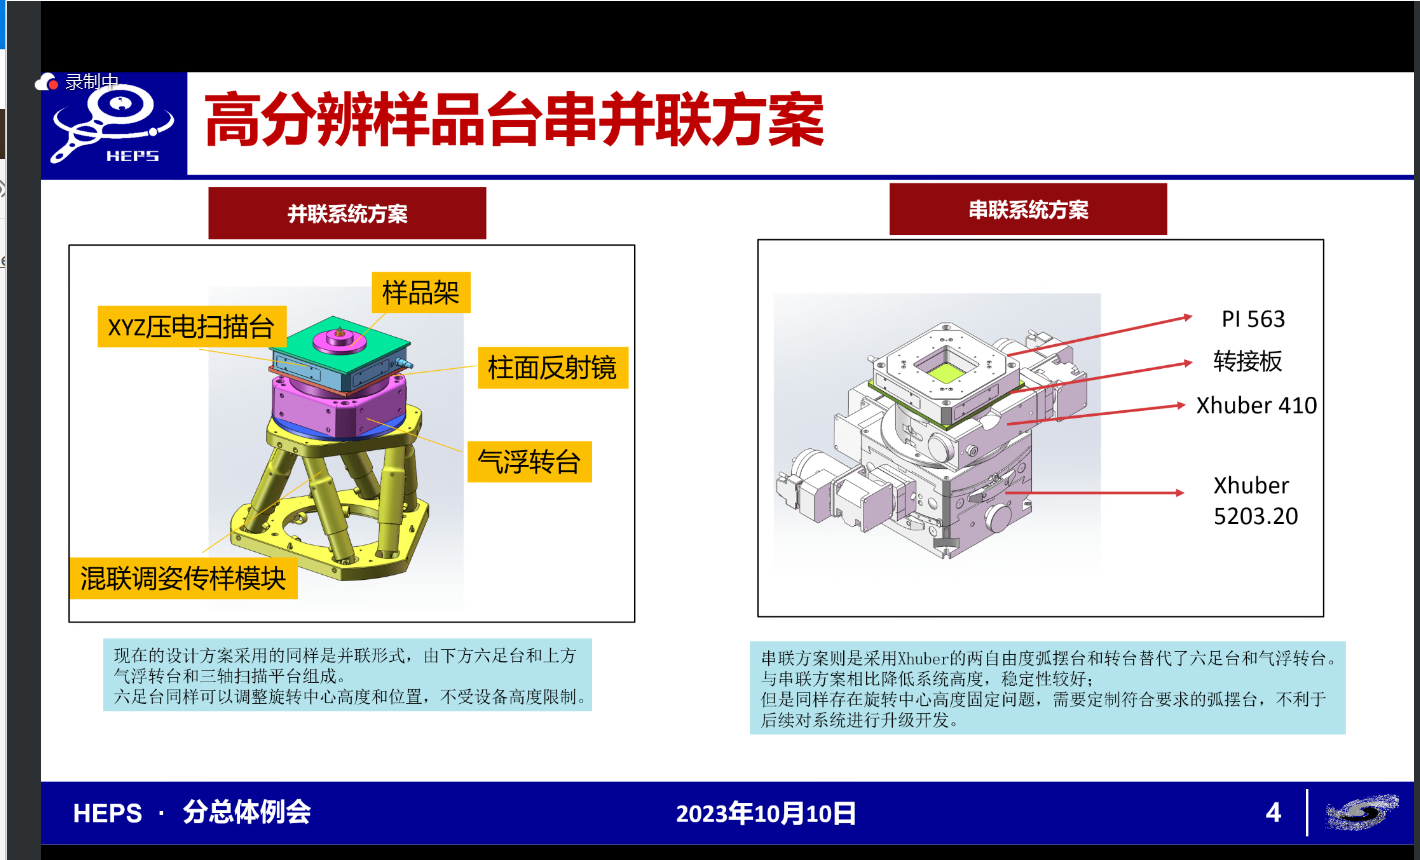 录制中
HEPS
高分辨样品台串并联方案
并联系统方案
样品架
XYZ压电扫描台
柱面反射镜
气浮转台
混联调姿传样模块
现在的设计方案采用的同样是并联形式，由下方六足台和上方
气浮转台和三轴扫描平台组成。
六足台同样可以调整旋转中心高度和位置，不受设备高度限制。
串联系统方案
PI 563
转接板
Xhuber 410
Xhuber
5203.20
串联方案则是采用Xhuber的两自由度弧摆台和转台替代了六足台和气浮转台。
与串联方案相比降低系统高度，稳定性较好；
但是同样存在旋转中心高度固定问题，需要定制符合要求的弧摆台，不利于
后续对系统进行升级开发。
HEPS · 分总体例会
2023年10月10日
4